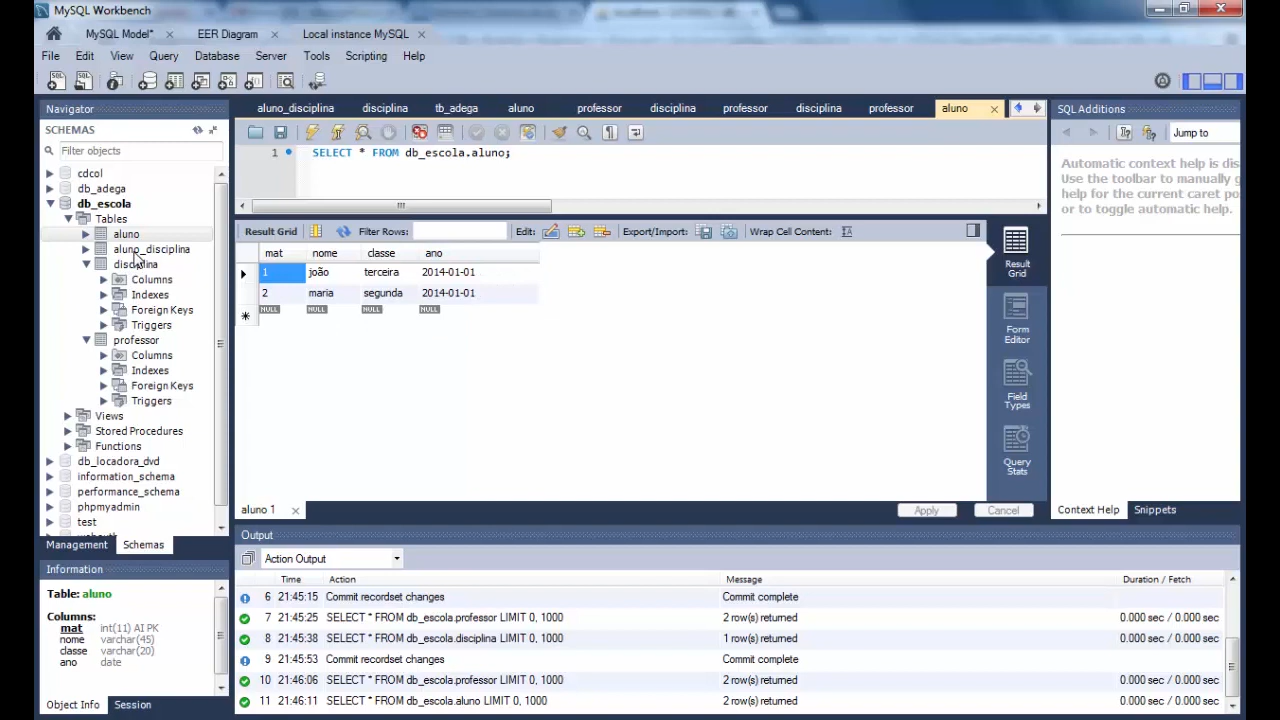 MySQL Workbench
MySQL Model*
EER Diagram
Local instance MySQL
File Edit View Query Database Server Tools Scripting Help
Navigator
SCHEMAS
Filter objects
cdcol
db_adega
db_escola
Tables
aluno
aluno_disciplina
disciplina
Columns
Indexes
Foreign Keys
Triggers
professor
Columns
Indexes
Foreign Keys
Triggers
Views
Stored Procedures
Functions
db_locadora_dvd
information_schema
performance_schema
phpmyadmin
test
Management Schemas
Information
Table: aluno
Columns:
mat int(11) AI PK
nome varchar(45)
classe varchar(20)
ano date
Object Info Session
aluno_disciplina disciplina tb_adega aluno professor disciplina professor disciplina professor aluno
1 SELECT * FROM db_escola.aluno;
Result Grid Filter Rows: Edit: Export/Import: Wrap Cell Content:
mat nome classe ano
1 joão terceira 2014-01-01
2 maria segunda 2014-01-01
NULL NULL NULL NULL
Result Grid
Form Editor
Field Types
Query Stats
aluno 1
Apply Cancel
SQL Additions
Jump to
Automatic context help is dis
Use the toolbar to manually g
help for the current caret po
or to toggle automatic help.
Context Help Snippets
Output
Action Output
Time Action Message Duration / Fetch
6 21:45:15 Commit recordset changes Commit complete
7 21:45:25 SELECT * FROM db_escola.professor LIMIT 0, 1000 2 row(s) returned 0.000 sec / 0.000 sec
8 21:45:38 SELECT * FROM db_escola.disciplina LIMIT 0, 1000 1 row(s) returned 0.000 sec / 0.000 sec
9 21:45:53 Commit recordset changes Commit complete
10 21:46:06 SELECT * FROM db_escola.professor LIMIT 0, 1000 2 row(s) returned 0.000 sec / 0.000 sec
11 21:46:11 SELECT * FROM db_escola.aluno LIMIT 0, 1000 2 row(s) returned 0.000 sec / 0.000 sec